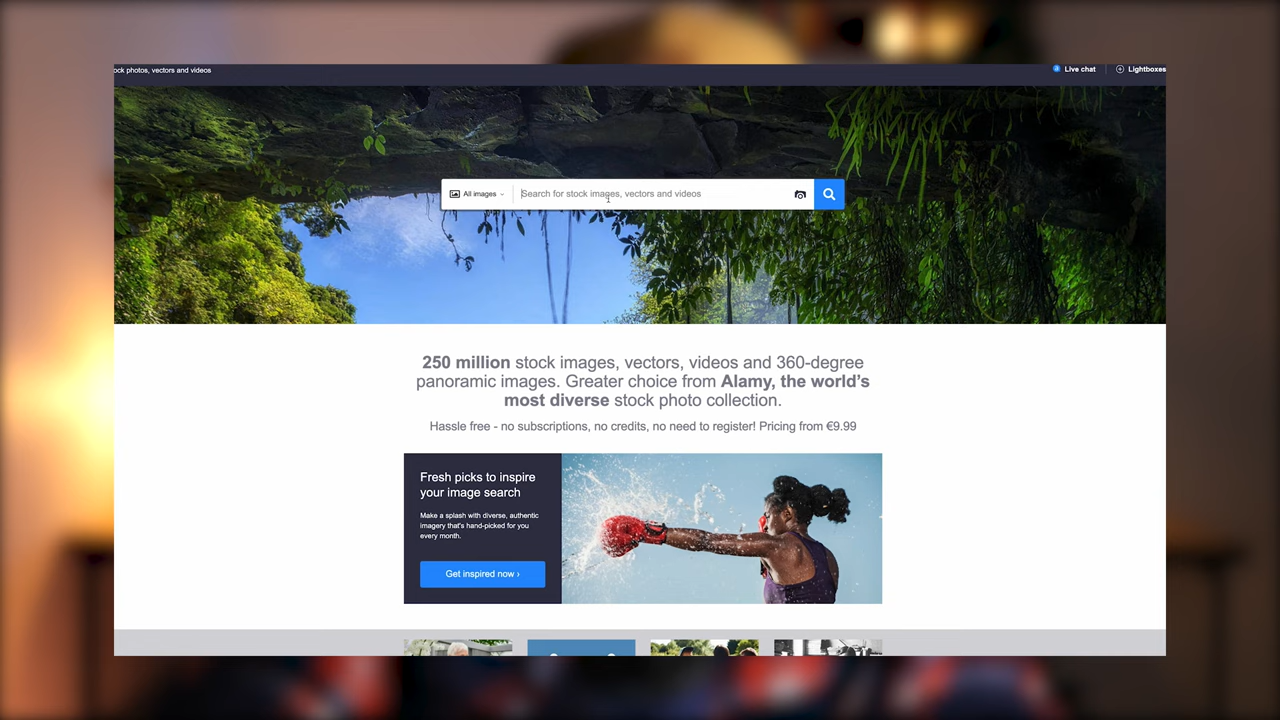 ock photos, vectors and videos
Live chat
Lightboxes
All images
Search for stock images, vectors and videos
250 million stock images, vectors, videos and 360-degree
panoramic images. Greater choice from Alamy, the world's
most diverse stock photo collection.
Hassle free - no subscriptions, no credits, no need to register! Pricing from €9.99
Fresh picks to inspire
your image search
Make a splash with diverse, authentic
imagery that's hand-picked for you
every month.
Get inspired now ›